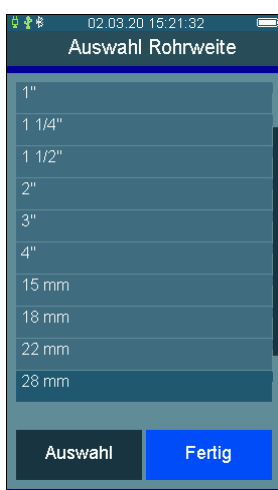 02.03.20 15:21:32
Auswahl Rohrweite
1"
1 1/4"
1 1/2"
2"
3"
4"
15 mm
18 mm
22 mm
28 mm
Auswahl Fertig